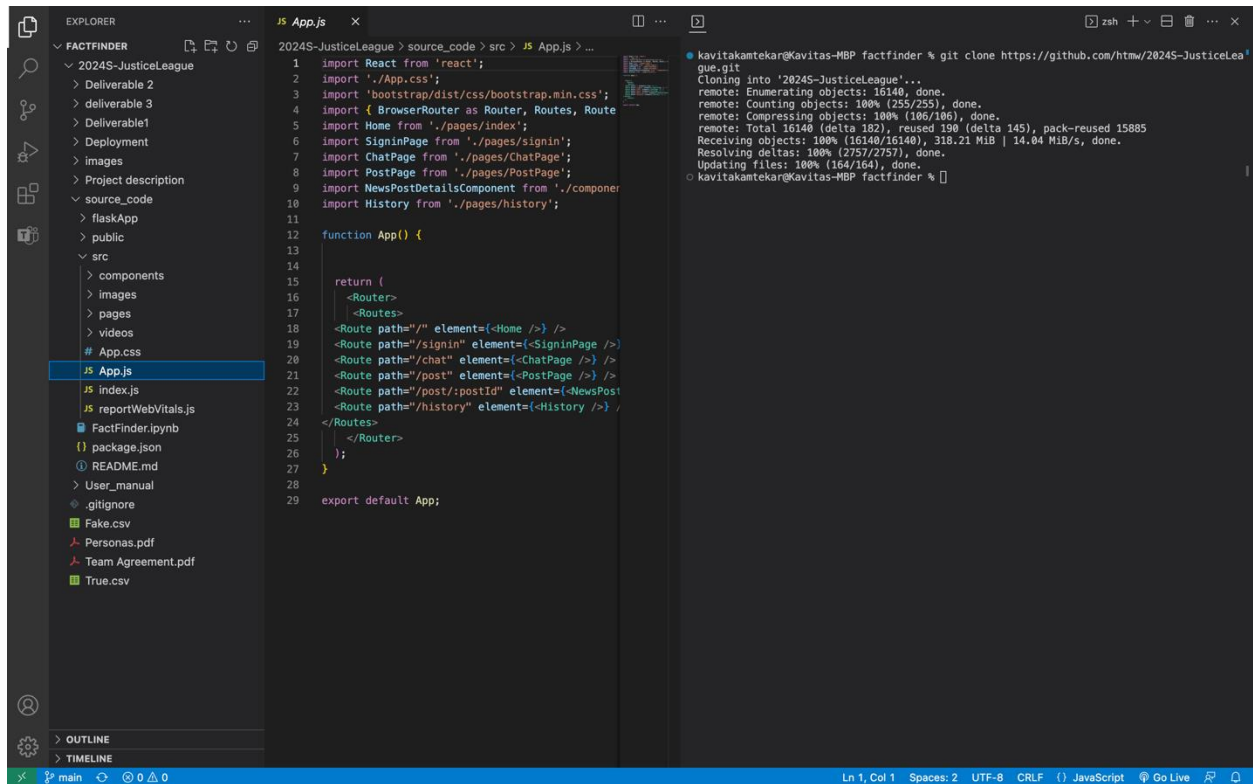 EXPLORER
FACTFINDER
2024S-JusticeLeague
Deliverable 2
deliverable 3
Deliverable1
Deployment
images
Project description
source_code
flaskApp
public
src
components
images
pages
videos
# App.css
JS App.js
JS index.js
JS reportWebVitals.js
FactFinder.ipynb
{} package.json
README.md
User_manual
.gitignore
Fake.csv
Personas.pdf
Team Agreement.pdf
True.csv
OUTLINE
TIMELINE
JS App.js
2024S-JusticeLeague > source_code > src > JS App.js > ...
1 import React from 'react';
2 import './App.css';
3 import 'bootstrap/dist/css/bootstrap.min.css';
4 import { BrowserRouter as Router, Routes, Route
5 import Home from './pages/index';
6 import SigninPage from './pages/signin';
7 import ChatPage from './pages/ChatPage';
8 import PostPage from './pages/PostPage';
9 import NewsPostDetailsComponent from './componen
10 import History from './pages/history';
11
12 function App() {
13
14
15 return (
16 <Router>
17 <Routes>
18 <Route path="/" element={<Home />} />
19 <Route path="/signin" element={<SigninPage />}
20 <Route path="/chat" element={<ChatPage />} />
21 <Route path="/post" element={<PostPage />} />
22 <Route path="/post/:postId" element={<NewsPost
23 <Route path="/history" element={<History />} /
24 </Routes>
25 </Router>
26 );
27 }
28
29 export default App;
zsh
kavitakamtekar@Kavitas-MBP factfinder % git clone https://github.com/htmw/2024S-JusticeLea
gue.git
Cloning into '2024S-JusticeLeague'...
remote: Enumerating objects: 16140, done.
remote: Counting objects: 100% (255/255), done.
remote: Compressing objects: 100% (106/106), done.
remote: Total 16140 (delta 182), reused 190 (delta 145), pack-reused 15885
Receiving objects: 100% (16140/16140), 318.21 MiB | 14.04 MiB/s, done.
Resolving deltas: 100% (2757/2757), done.
Updating files: 100% (164/164), done.
kavitakamtekar@Kavitas-MBP factfinder %
main 0 0 Ln 1, Col 1 Spaces: 2 UTF-8 CRLF {} JavaScript Go Live